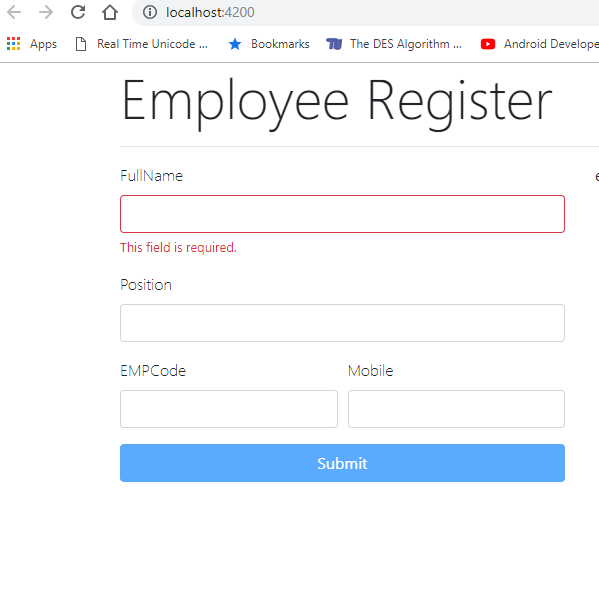 localhost:4200
Apps Real Time Unicode ... Bookmarks The DES Algorithm ... Android Develope
Employee Register
FullName
This field is required.
Position
EMPCode Mobile
Submit